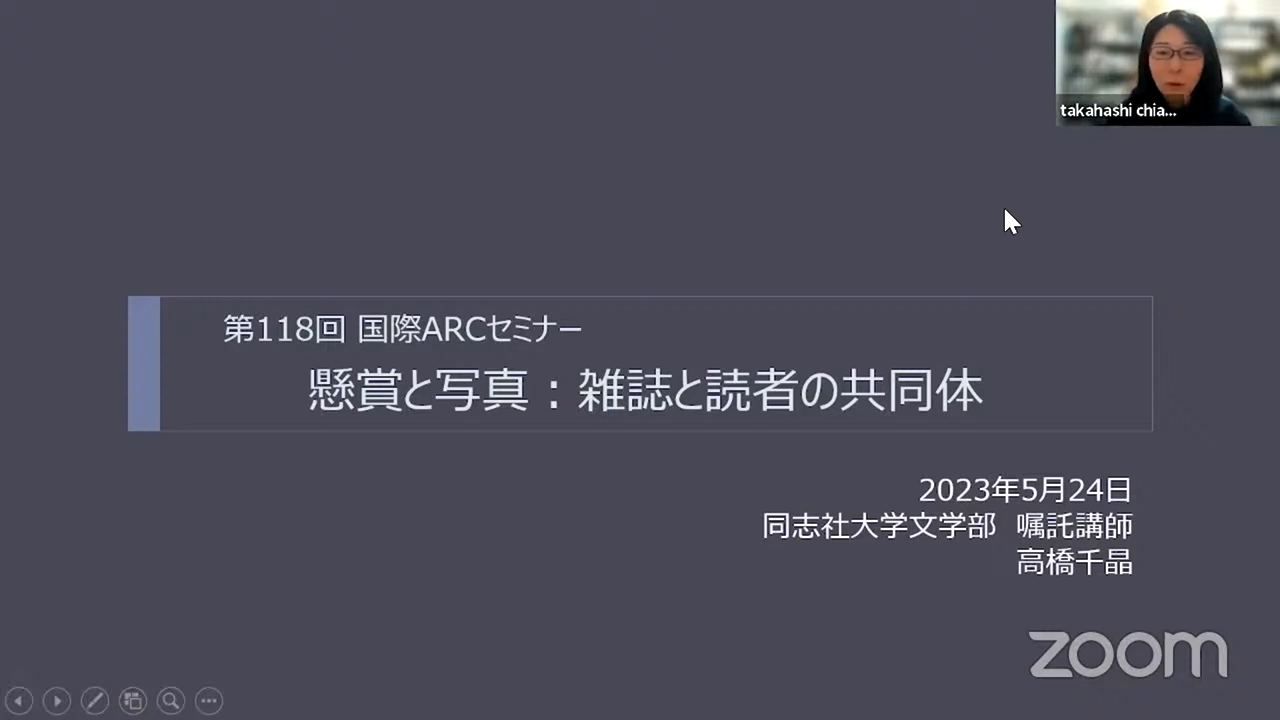 takahashi chia...
第118回 国際ARCセミナー
懸賞と写真：雑誌と読者の共同体
2023年5月24日
同志社大学文学部　嘱託講師
高橋千晶
zoom